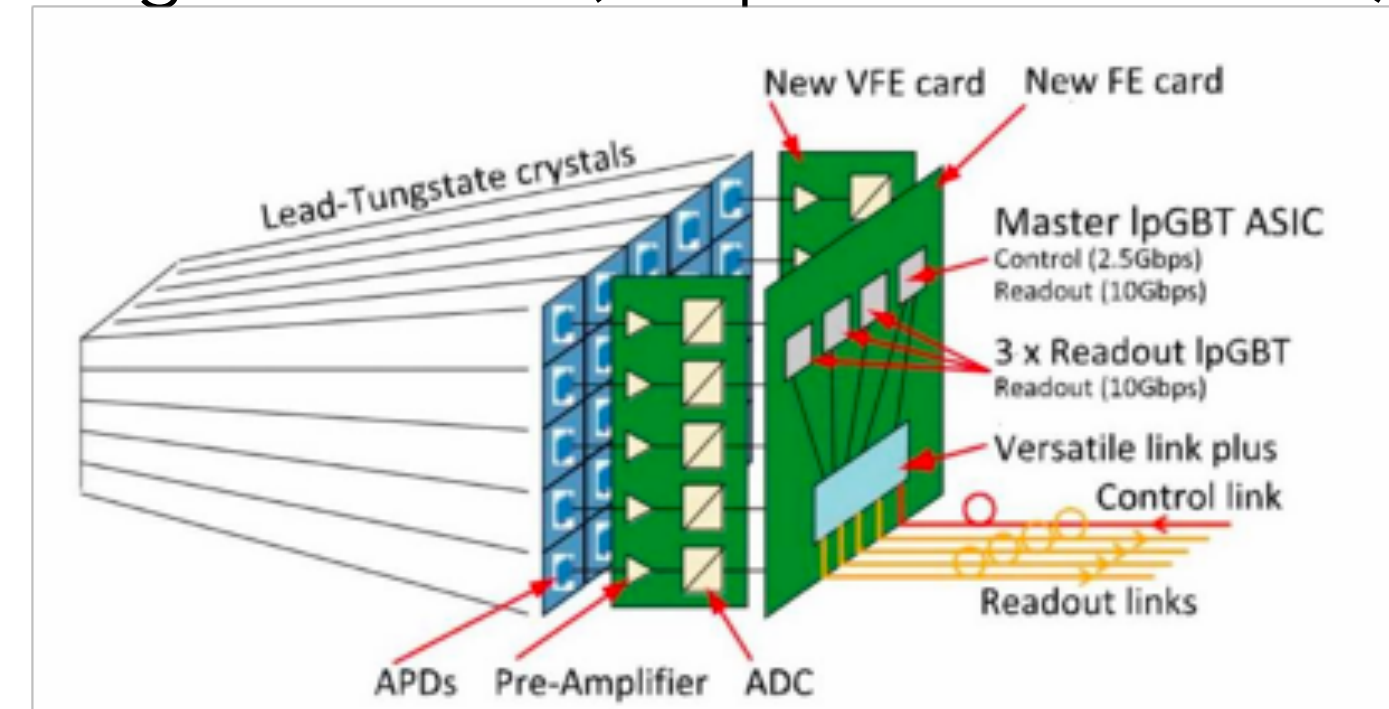 New VFE card
New FE card
Lead-Tungstate crystals
Master lpGBT ASIC
Control (2.5Gbps)
Readout (10Gbps)
3 x Readout lpGBT
Readout (10Gbps)
Versatile link plus
Control link
Readout links
APDs
Pre-Amplifier
ADC